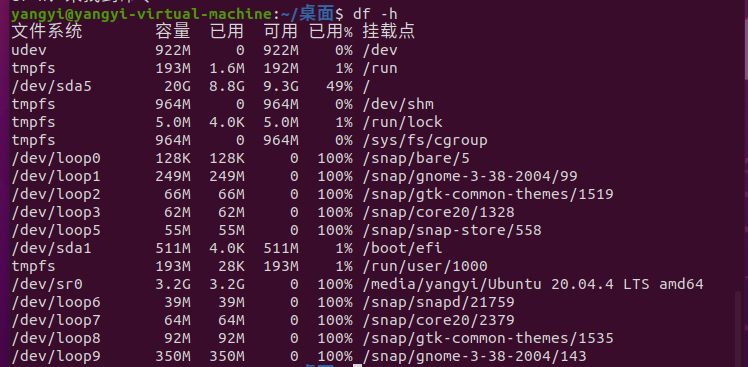 yangyi@yangyi-virtual-machine:~/桌面$ df -h
文件系统 容量 已用 可用 已用% 挂载点
udev 922M 0 922M 0% /dev
tmpfs 193M 1.6M 192M 1% /run
/dev/sda5 20G 8.8G 9.3G 49% /
tmpfs 964M 0 964M 0% /dev/shm
tmpfs 5.0M 4.0K 5.0M 1% /run/lock
tmpfs 964M 0 964M 0% /sys/fs/cgroup
/dev/loop0 128K 128K 0 100% /snap/bare/5
/dev/loop1 249M 249M 0 100% /snap/gnome-3-38-2004/99
/dev/loop2 66M 66M 0 100% /snap/gtk-common-themes/1519
/dev/loop3 62M 62M 0 100% /snap/core20/1328
/dev/loop5 55M 55M 0 100% /snap/snap-store/558
/dev/sda1 511M 4.0K 511M 1% /boot/efi
tmpfs 193M 28K 193M 1% /run/user/1000
/dev/sr0 3.2G 3.2G 0 100% /media/yangyi/Ubuntu 20.04.4 LTS amd64
/dev/loop6 39M 39M 0 100% /snap/snapd/21759
/dev/loop7 64M 64M 0 100% /snap/core20/2379
/dev/loop8 92M 92M 0 100% /snap/gtk-common-themes/1535
/dev/loop9 350M 350M 0 100% /snap/gnome-3-38-2004/143